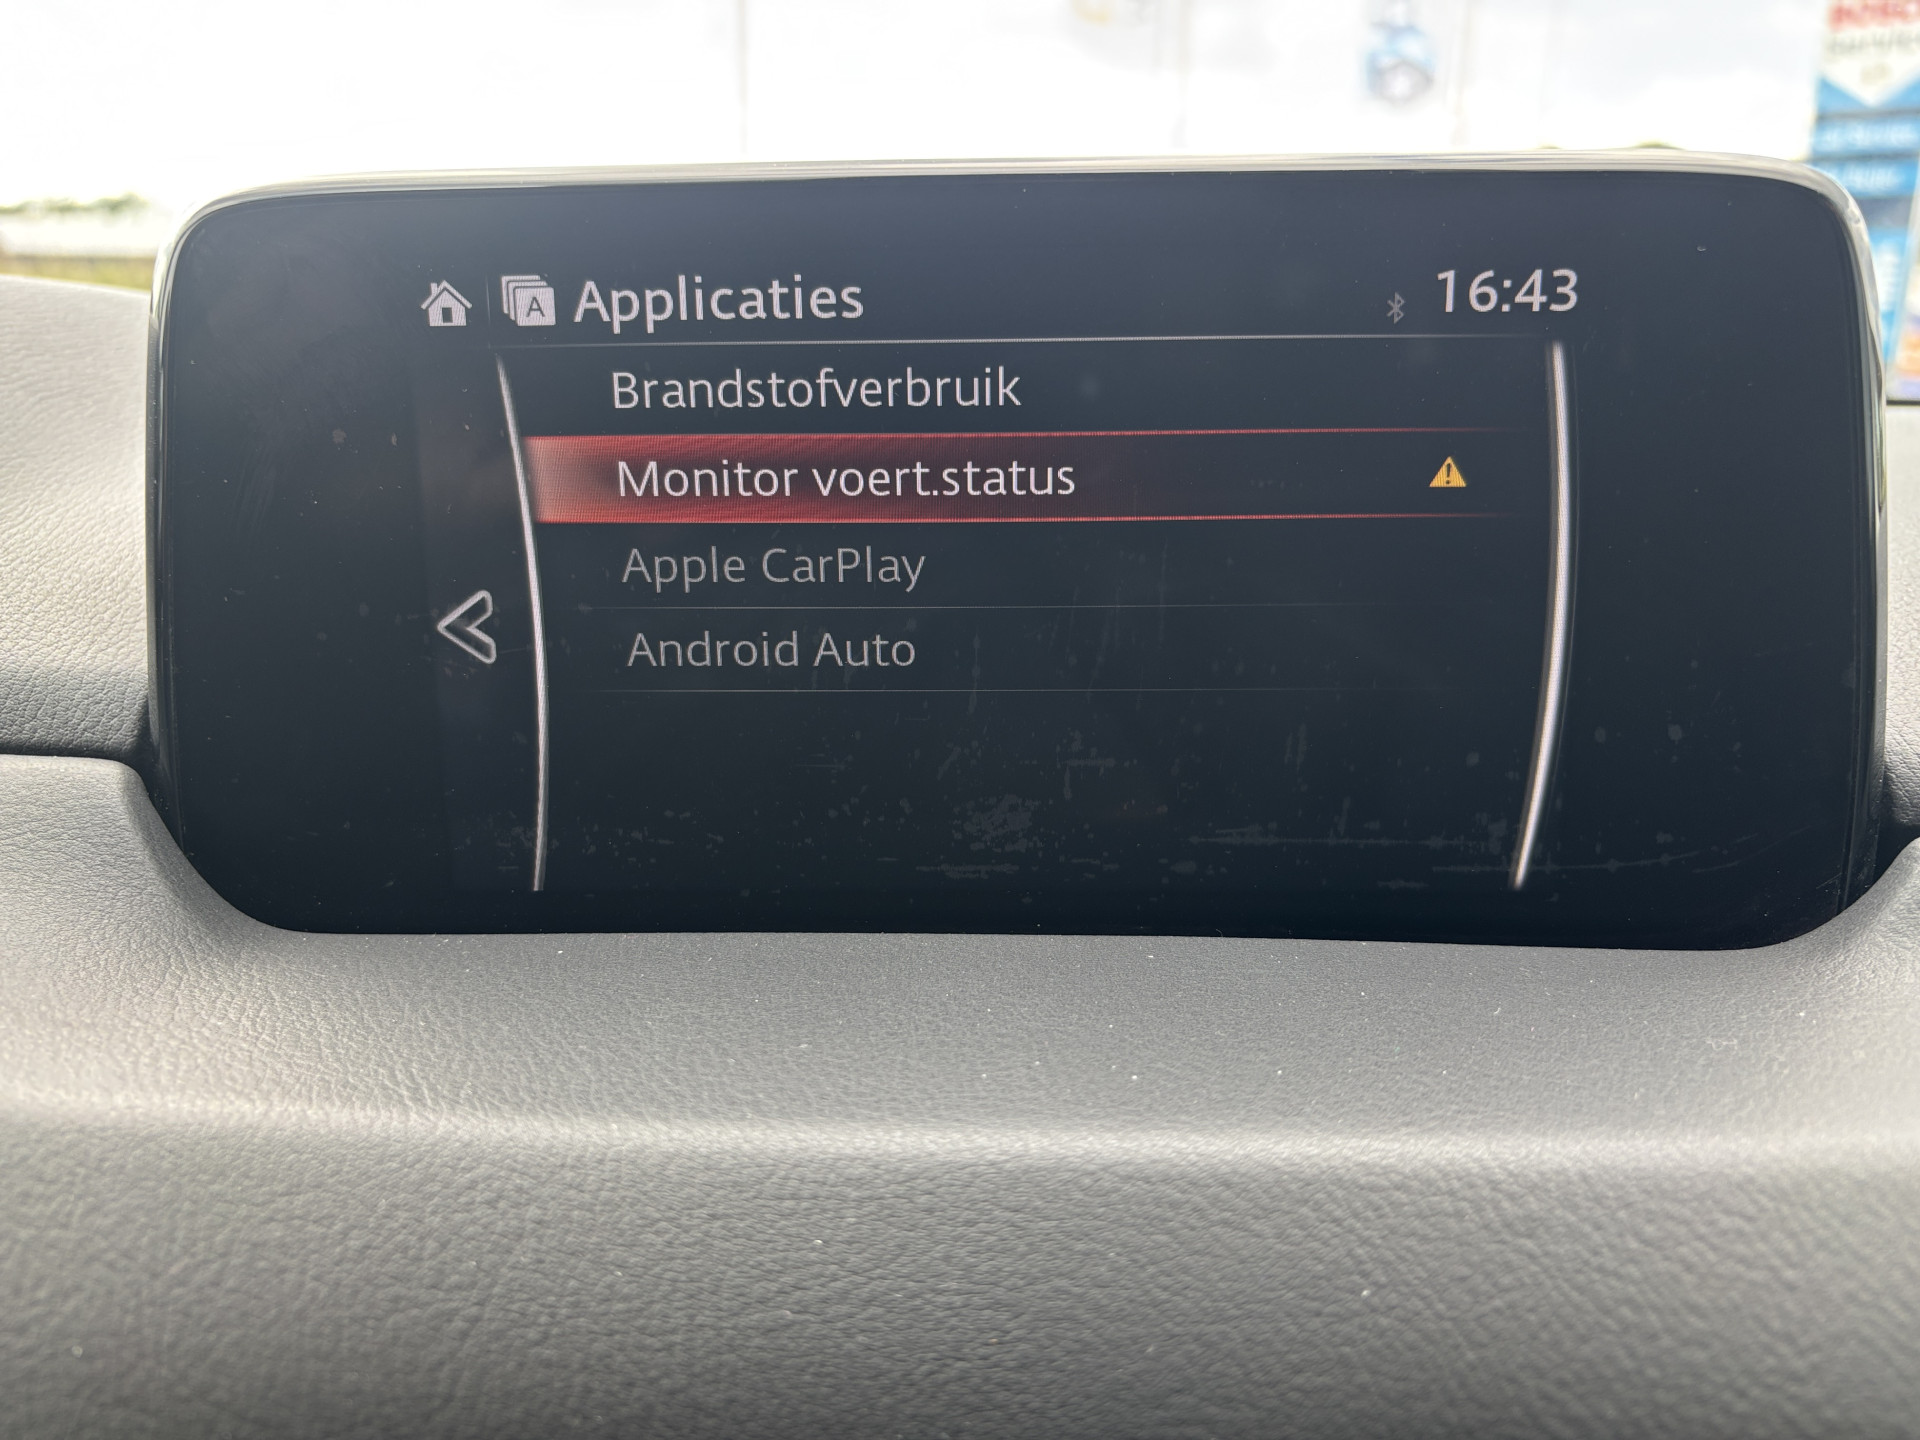 A Applicaties 16:43
Brandstofverbruik
Monitor voert.status
Apple CarPlay
Android Auto